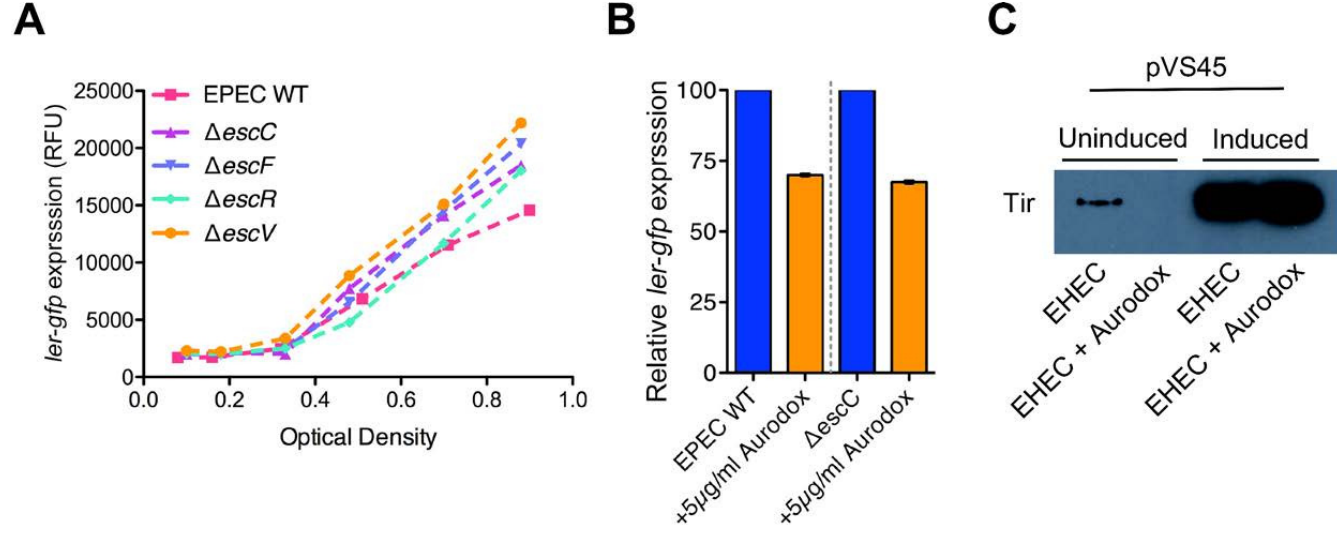 A
ler-gfp exprsssion (RFU)
25000
20000
15000
10000
5000
0
0.0 0.2 0.4 0.6 0.8 1.0
Optical Density
EPEC WT
ΔescC
ΔescF
ΔescR
ΔescV
B
Relative ler-gfp exprsssion
100
75
50
25
0
EPEC WT
+5µg/ml Aurodox
ΔescC
+5µg/ml Aurodox
C
pVS45
Uninduced Induced
Tir
EHEC
EHEC + Aurodox
EHEC
EHEC + Aurodox